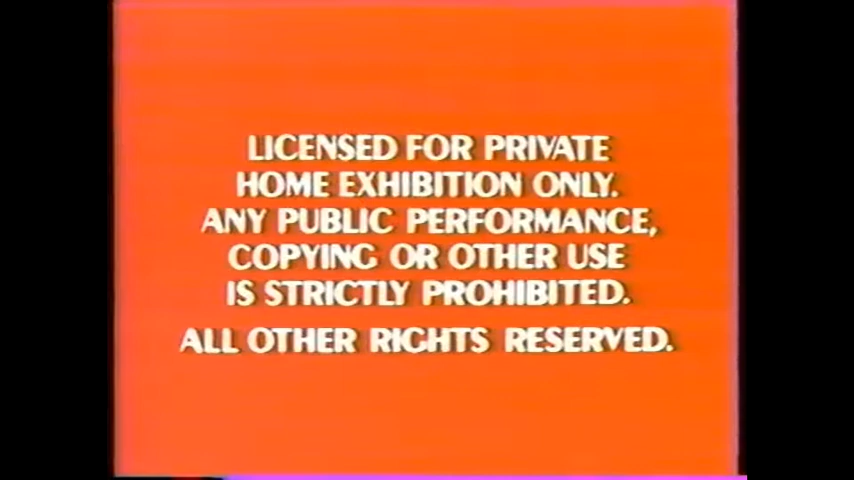 LICENSED FOR PRIVATE
HOME EXHIBITION ONLY.
ANY PUBLIC PERFORMANCE,
COPYING OR OTHER USE
IS STRICTLY PROHIBITED.
ALL OTHER RIGHTS RESERVED.